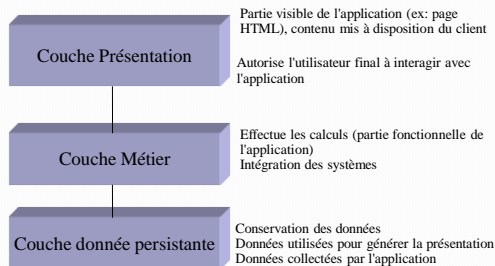 Partie visible de l'application (ex: page
HTML), contenu mis à disposition du client
Couche Présentation
Autorise l'utilisateur final à interagir avec
l'application
Effectue les calculs (partie fonctionnelle de
l'application)
Couche Métier
Intégration des systèmes
Conservation des données
Couche donnée persistante
Données utilisées pour générer la présentation
Données collectées par l'application